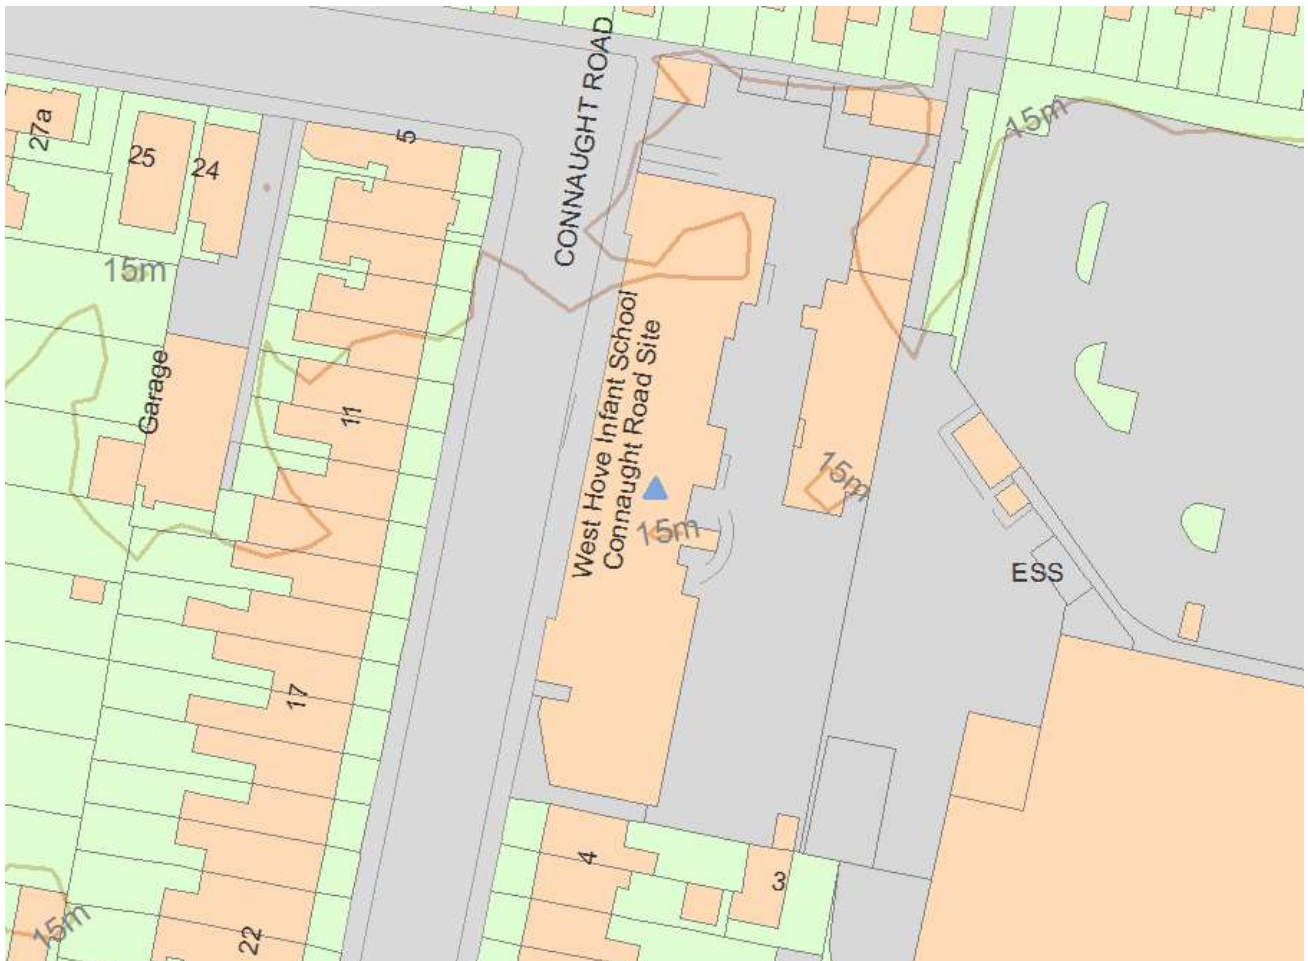 CONNAUGHT ROAD
27a
25
24
5
15m
15m
Garage
11
West Hove Infant School
Connaught Road Site
15m
15m
ESS
17
4
3
15m
22